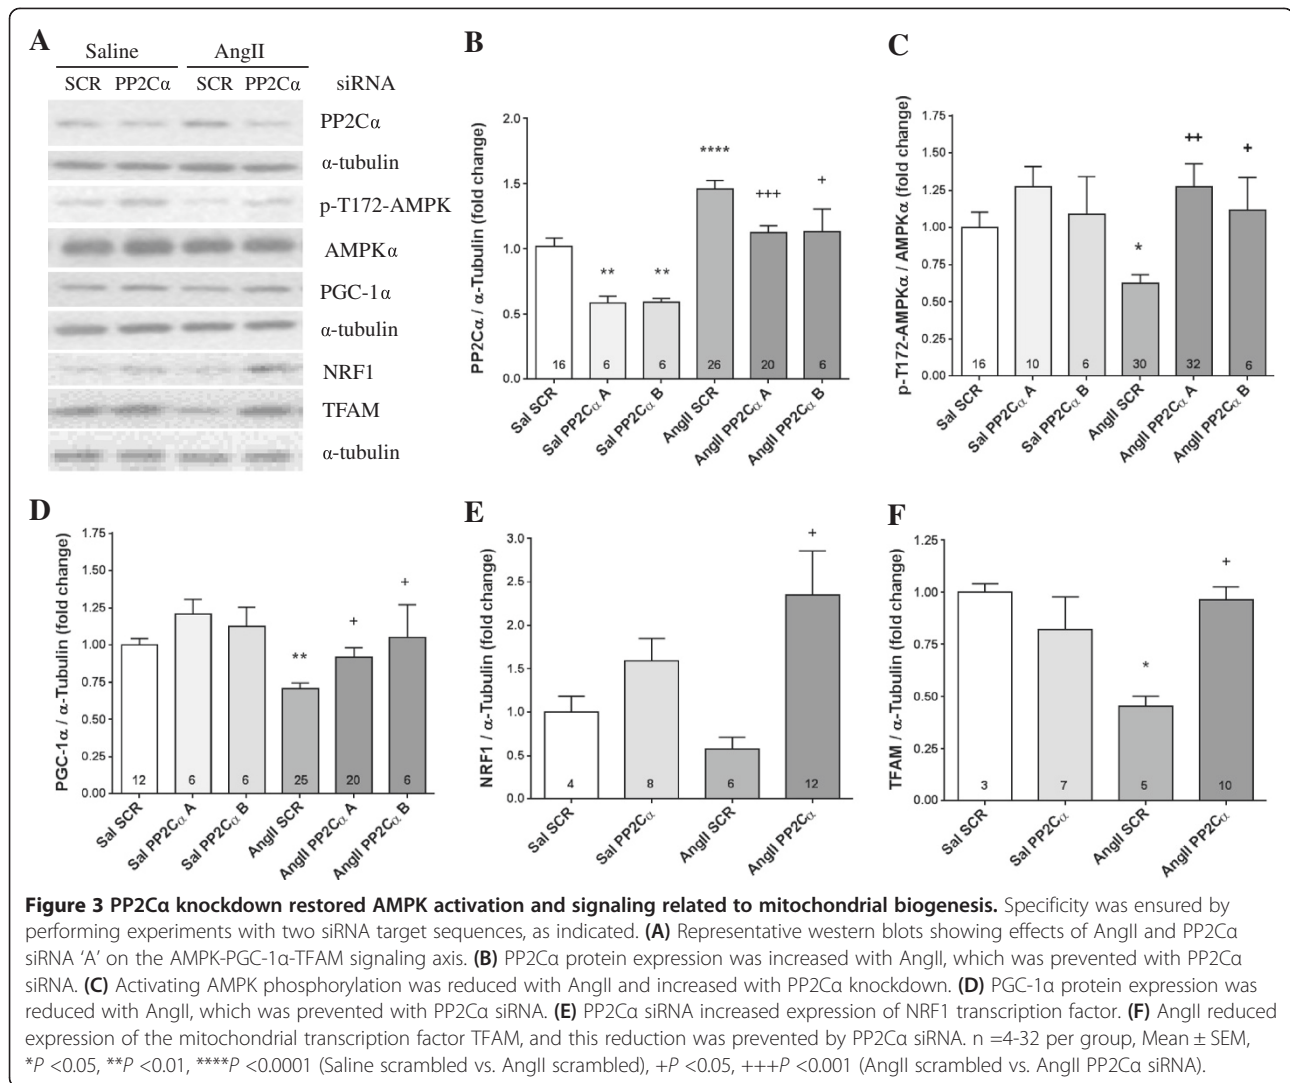 A
Saline AngII
SCR PP2Cα SCR PP2Cα siRNA
PP2Cα
α-tubulin
p-T172-AMPK
AMPKα
PGC-1α
α-tubulin
NRF1
TFAM
α-tubulin
B
PP2Cα / α-Tubulin (fold change)
2.0
1.5
1.0
0.5
0.0
** ** **** +++ +
16 6 6 26 20 6
Sal SCR
Sal PP2Cα A
Sal PP2Cα B
AngII SCR
AngII PP2Cα A
AngII PP2Cα B
C
p-T172-AMPKα / AMPKα (fold change)
1.75
1.50
1.25
1.00
0.75
0.50
0.25
0.00
* ++ +
16 10 6 30 32 6
Sal SCR
Sal PP2Cα A
Sal PP2Cα B
AngII SCR
AngII PP2Cα A
AngII PP2Cα B
D
PGC-1α / α-Tubulin (fold change)
1.75
1.50
1.25
1.00
0.75
0.50
0.25
0.00
** + +
12 6 6 25 20 6
Sal SCR
Sal PP2Cα A
Sal PP2Cα B
AngII SCR
AngII PP2Cα A
AngII PP2Cα B
E
NRF1 / α-Tubulin (fold change)
3.0
2.5
2.0
1.5
1.0
0.5
0.0
+
4 8 6 12
Sal SCR
Sal PP2Cα
AngII SCR
AngII PP2Cα
F
TFAM / α-Tubulin (fold change)
1.25
1.00
0.75
0.50
0.25
0.00
* +
3 7 5 10
Sal SCR
Sal PP2Cα
AngII SCR
AngII PP2Cα
Figure 3 PP2Cα knockdown restored AMPK activation and signaling related to mitochondrial biogenesis. Specificity was ensured by
performing experiments with two siRNA target sequences, as indicated. (A) Representative western blots showing effects of AngII and PP2Cα
siRNA ‘A’ on the AMPK-PGC-1α-TFAM signaling axis. (B) PP2Cα protein expression was increased with AngII, which was prevented with PP2Cα
siRNA. (C) Activating AMPK phosphorylation was reduced with AngII and increased with PP2Cα knockdown. (D) PGC-1α protein expression was
reduced with AngII, which was prevented with PP2Cα siRNA. (E) PP2Cα siRNA increased expression of NRF1 transcription factor. (F) AngII reduced
expression of the mitochondrial transcription factor TFAM, and this reduction was prevented by PP2Cα siRNA. n =4-32 per group, Mean ± SEM,
*P <0.05, **P <0.01, ****P <0.0001 (Saline scrambled vs. AngII scrambled), +P <0.05, +++P <0.001 (AngII scrambled vs. AngII PP2Cα siRNA).